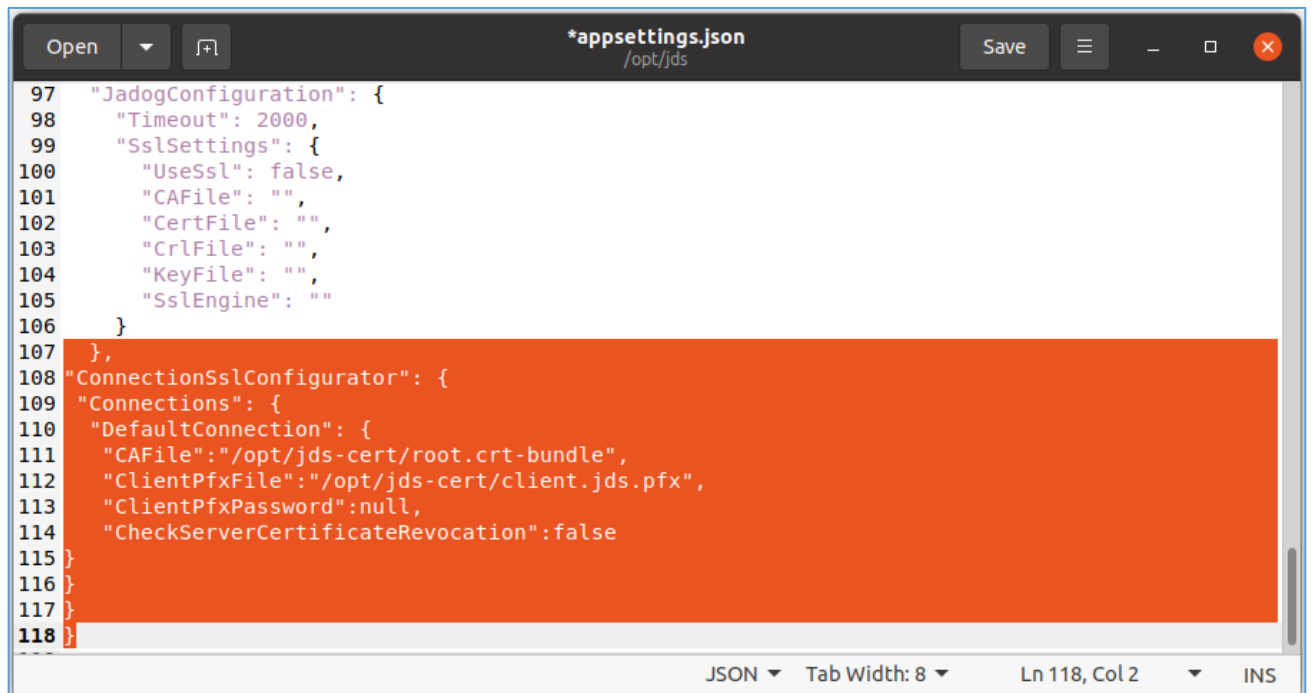 Open
*appsettings.json
/opt/jds
Save
97 "JadogConfiguration": {
98 "Timeout": 2000,
99 "SslSettings": {
100 "UseSsl": false,
101 "CAFile": "",
102 "CertFile": "",
103 "CrlFile": "",
104 "KeyFile": "",
105 "SslEngine": ""
106 }
107 },
108 "ConnectionSslConfigurator": {
109 "Connections": {
110 "DefaultConnection": {
111 "CAFile":"/opt/jds-cert/root.crt-bundle",
112 "ClientPfxFile":"/opt/jds-cert/client.jds.pfx",
113 "ClientPfxPassword":null,
114 "CheckServerCertificateRevocation":false
115 }
116 }
117 }
118 }
JSON Tab Width: 8 Ln 118, Col 2 INS